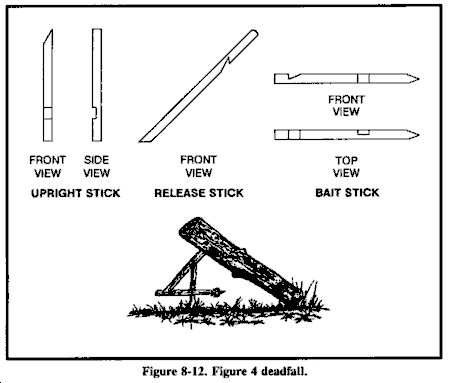 FRONT VIEW
SIDE VIEW
UPRIGHT STICK
FRONT VIEW
RELEASE STICK
FRONT VIEW
TOP VIEW
BAIT STICK
Figure 8-12. Figure 4 deadfall.